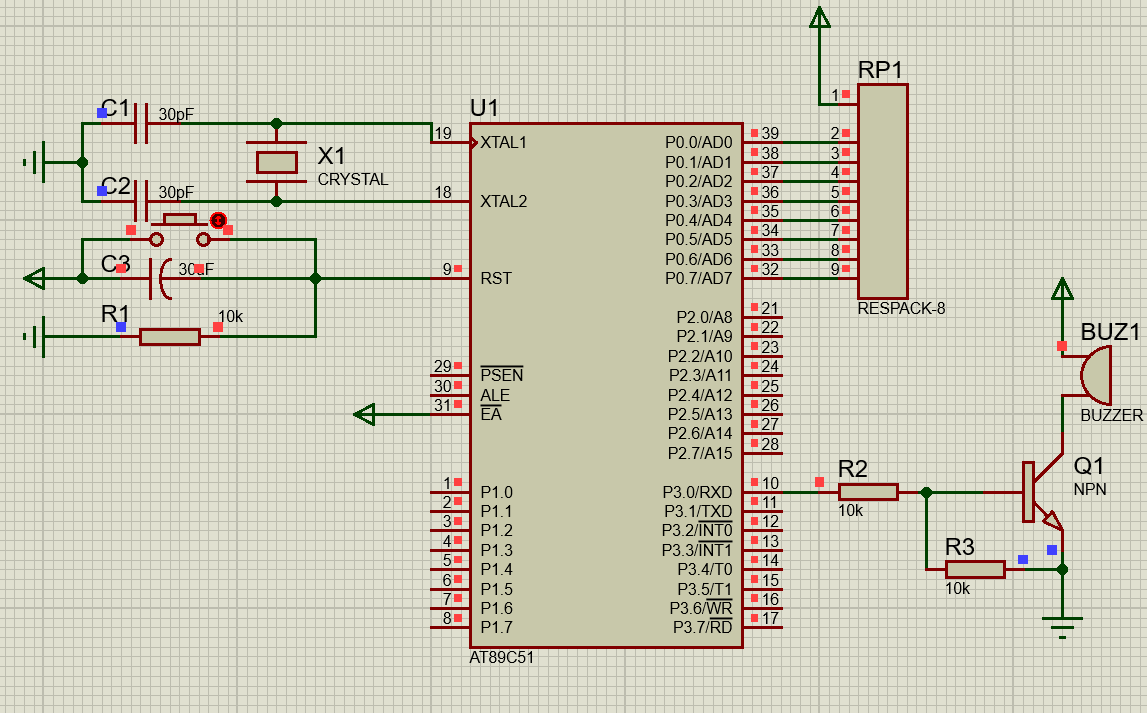 C1
30pF
C2
30pF
X1
CRYSTAL
C3
30uF
R1
10k
U1
19
XTAL1
18
XTAL2
9
RST
29
PSEN
30
ALE
31
EA
1
P1.0
2
P1.1
3
P1.2
4
P1.3
5
P1.4
6
P1.5
7
P1.6
8
P1.7
P0.0/AD0
39
P0.1/AD1
38
P0.2/AD2
37
P0.3/AD3
36
P0.4/AD4
35
P0.5/AD5
34
P0.6/AD6
33
P0.7/AD7
32
P2.0/A8
21
P2.1/A9
22
P2.2/A10
23
P2.3/A11
24
P2.4/A12
25
P2.5/A13
26
P2.6/A14
27
P2.7/A15
28
P3.0/RXD
10
P3.1/TXD
11
P3.2/INT0
12
P3.3/INT1
13
P3.4/T0
14
P3.5/T1
15
P3.6/WR
16
P3.7/RD
17
AT89C51
RP1
1
2
3
4
5
6
7
8
9
RESPACK-8
BUZ1
BUZZER
R2
10k
Q1
NPN
R3
10k